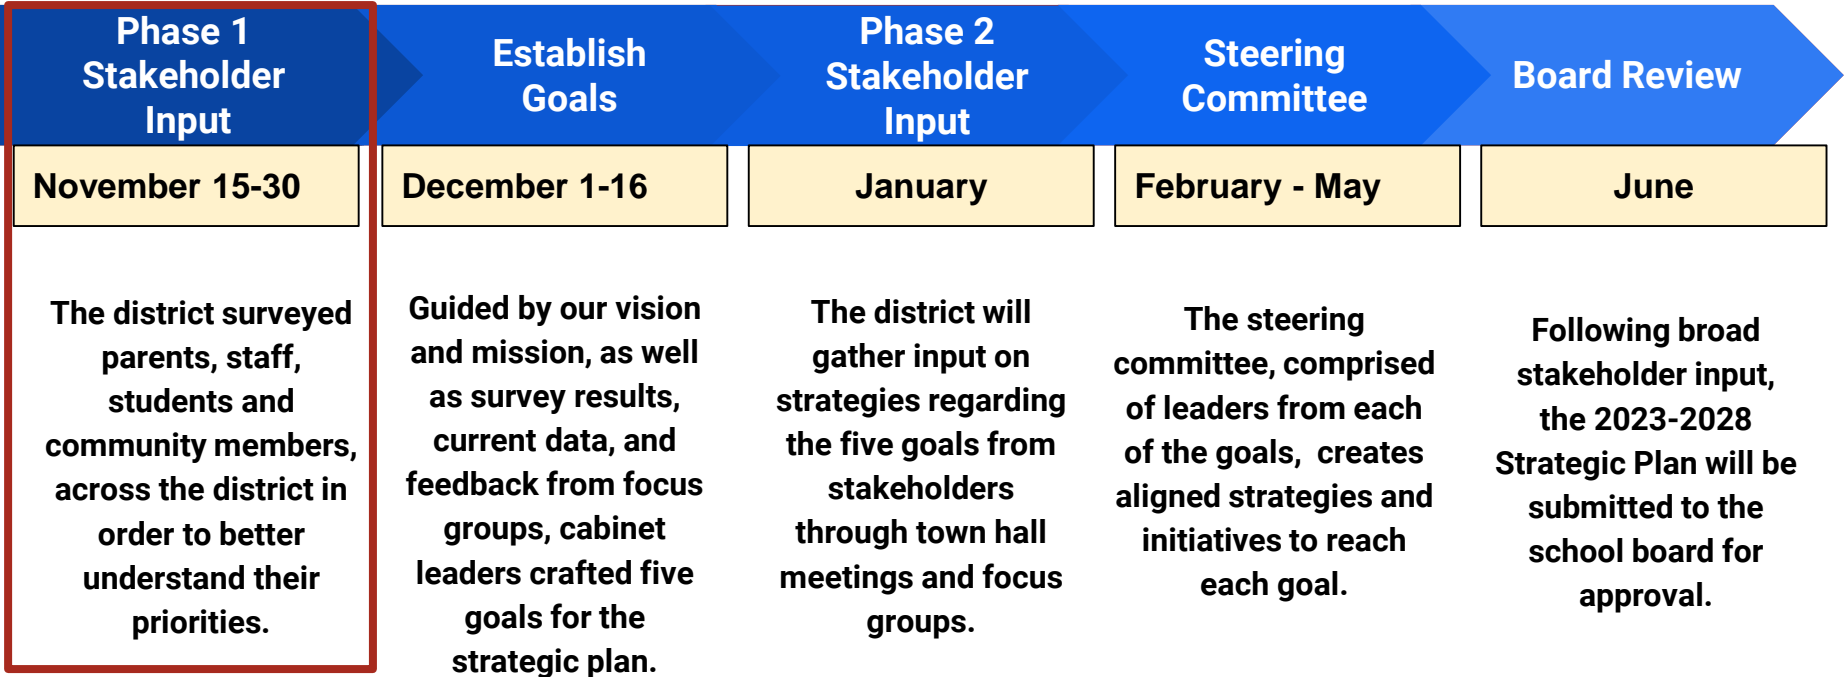 Phase 1
Stakeholder
Input
Establish
Goals
Phase 2
Stakeholder
Input
Steering
Committee
Board Review
November 15-30
December 1-16
January
February - May
June
The district surveyed
parents, staff,
students and
community members,
across the district in
order to better
understand their
priorities.
Guided by our vision
and mission, as well
as survey results,
current data, and
feedback from focus
groups, cabinet
leaders crafted five
goals for the
strategic plan.
The district will
gather input on
strategies regarding
the five goals from
stakeholders
through town hall
meetings and focus
groups.
The steering
committee, comprised
of leaders from each
of the goals,  creates
aligned strategies and
initiatives to reach
each goal.
Following broad
stakeholder input,
the 2023-2028
Strategic Plan will be
submitted to the
school board for
approval.